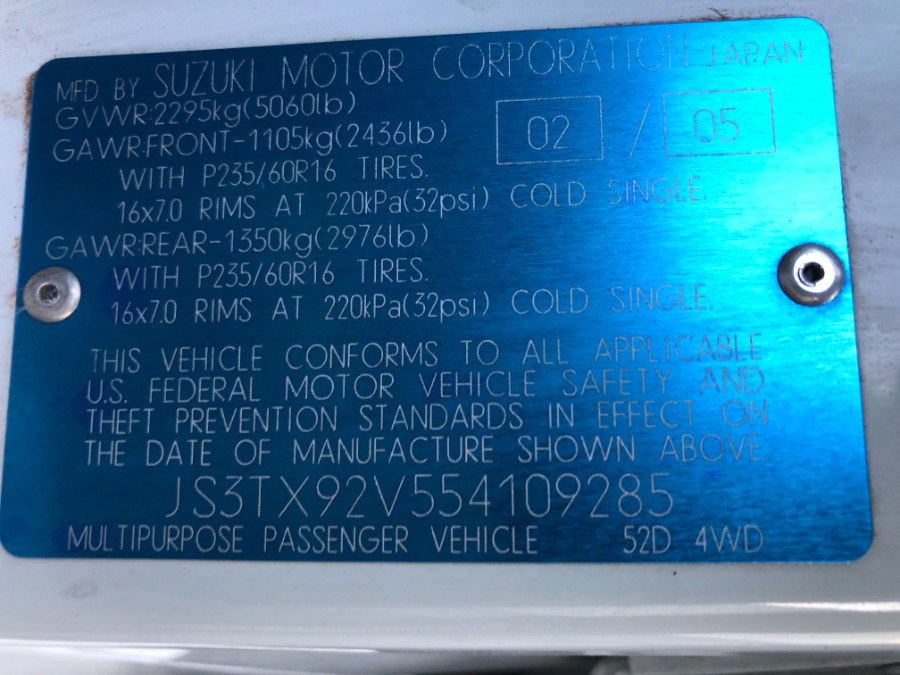 MFD BY SUZUKI MOTOR CORPORATION JAPAN
GVWR:2295kg(5060lb)
GAWR:FRONT-1105kg(2436lb) 02 / 05
WITH P235/60R16 TIRES.
16x7.0 RIMS AT 220kPa(32psi) COLD SINGLE.
GAWR:REAR-1350kg(2976lb)
WITH P235/60R16 TIRES.
16x7.0 RIMS AT 220kPa(32psi) COLD SINGLE.
THIS VEHICLE CONFORMS TO ALL APPLICABLE
U.S. FEDERAL MOTOR VEHICLE SAFETY AND
THEFT PREVENTION STANDARDS IN EFFECT ON
THE DATE OF MANUFACTURE SHOWN ABOVE.
JS3TX92V554109285
MULTIPURPOSE PASSENGER VEHICLE 52D 4WD